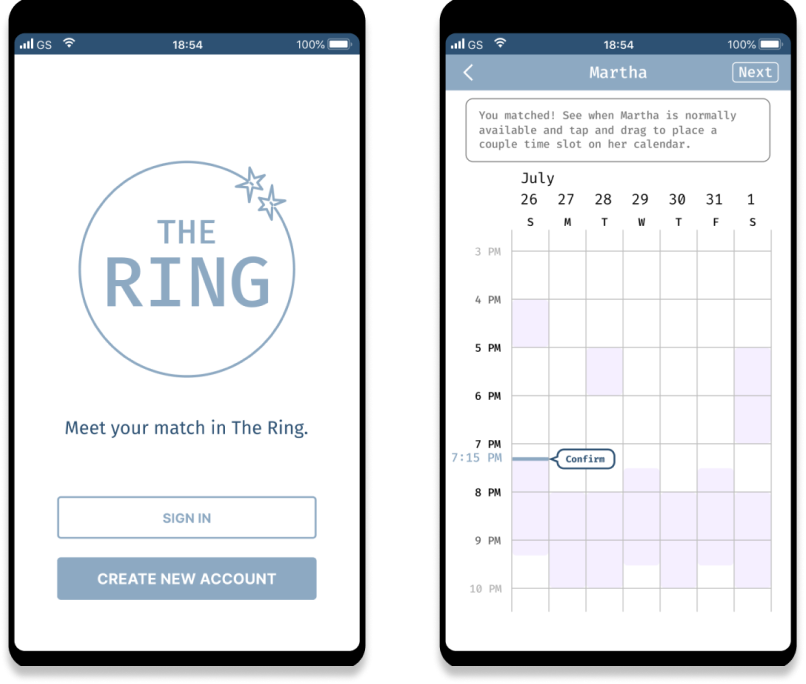 GS 18:54 100%
THE
RING
Meet your match in The Ring.
SIGN IN
CREATE NEW ACCOUNT
GS 18:54 100%
Martha Next
You matched! See when Martha is normally
available and tap and drag to place a
couple time slot on her calendar.
July
26 27 28 29 30 31 1
S M T W T F S
3 PM
4 PM
5 PM
6 PM
7 PM
7:15 PM Confirm
8 PM
9 PM
10 PM